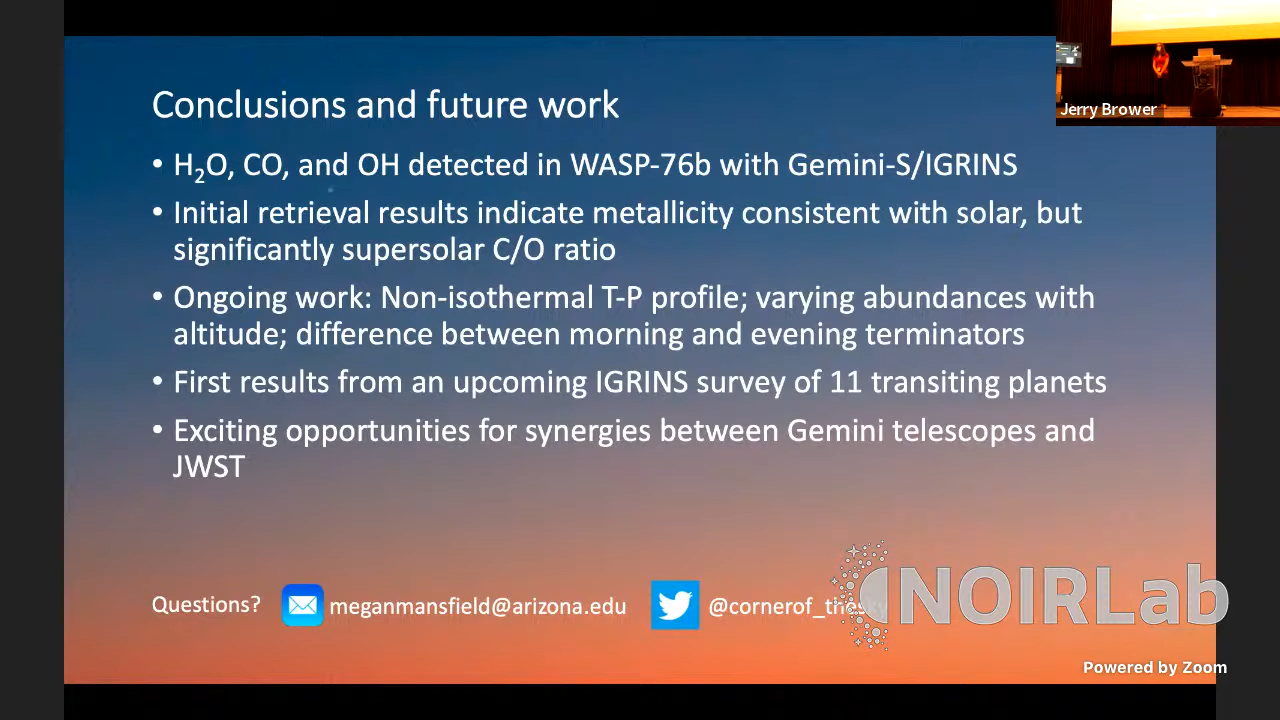 Conclusions and future work
• H₂O, CO, and OH detected in WASP-76b with Gemini-S/IGRINS
• Initial retrieval results indicate metallicity consistent with solar, but
significantly supersolar C/O ratio
• Ongoing work: Non-isothermal T-P profile; varying abundances with
altitude; difference between morning and evening terminators
• First results from an upcoming IGRINS survey of 11 transiting planets
• Exciting opportunities for synergies between Gemini telescopes and
JWST
Questions? meganmansfield@arizona.edu @cornerof_thesky
NOIRLab
Powered by Zoom
Jerry Brower